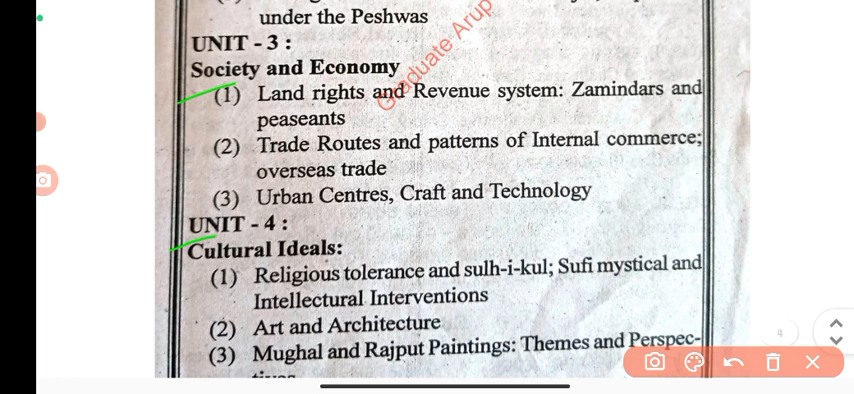 under the Peshwas
Graduate Arup
UNIT - 3 :
Society and Economy
(1) Land rights and Revenue system: Zamindars and
peaseants
(2) Trade Routes and patterns of Internal commerce;
overseas trade
(3) Urban Centres, Craft and Technology
UNIT - 4 :
Cultural Ideals:
(1) Religious tolerance and sulh-i-kul; Sufi mystical and
Intellectural Interventions
(2) Art and Architecture
(3) Mughal and Rajput Paintings: Themes and Perspec-
4